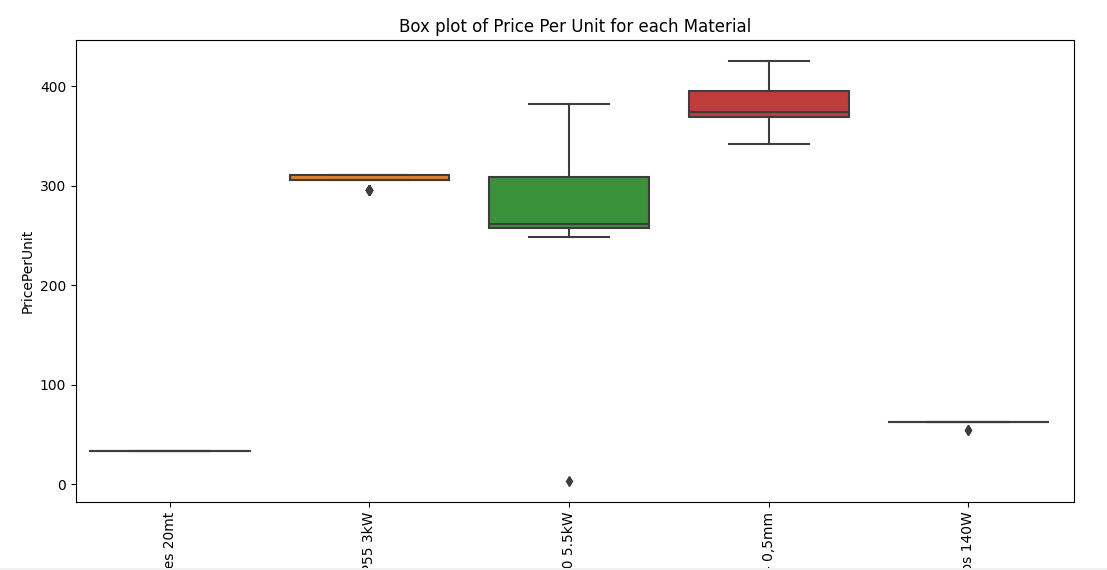 Box plot of Price Per Unit for each Material
PricePerUnit
400
300
200
100
0
es 20mt
P55 3kW
0 5.5kW
0,5mm
os 140W